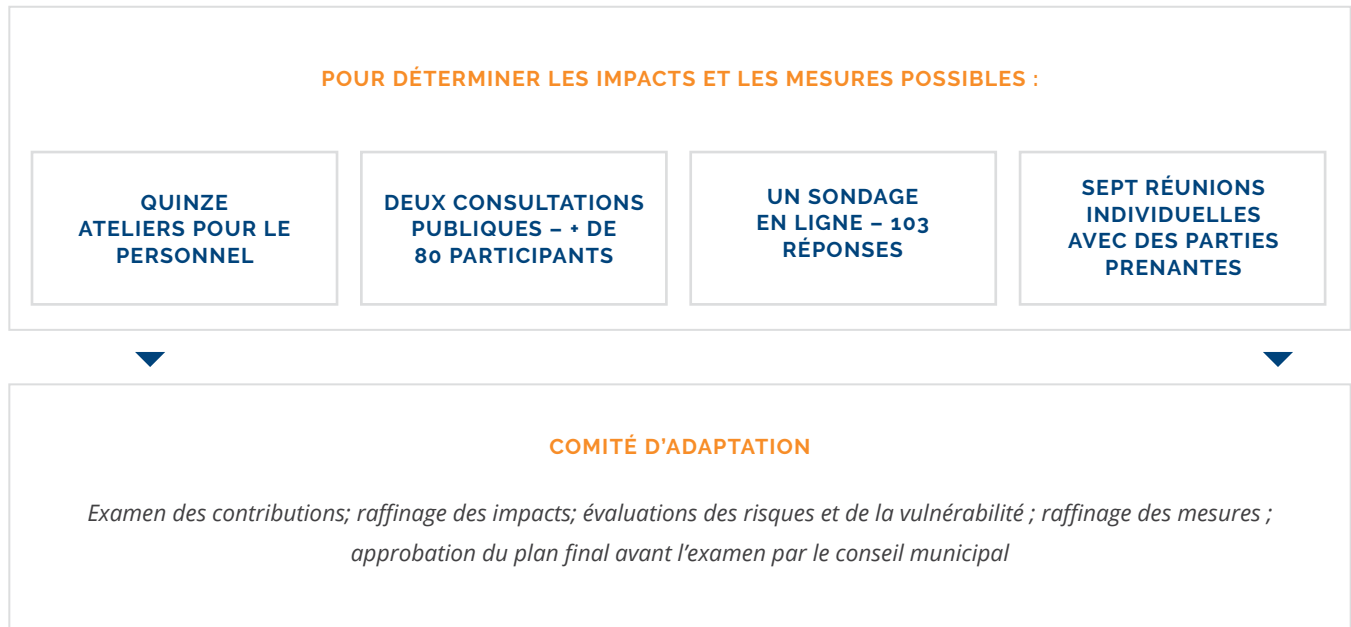 POUR DÉTERMINER LES IMPACTS ET LES MESURES POSSIBLES :
QUINZE
ATELIERS POUR LE
PERSONNEL
DEUX CONSULTATIONS
PUBLIQUES – + DE
80 PARTICIPANTS
UN SONDAGE
EN LIGNE – 103
RÉPONSES
SEPT RÉUNIONS
INDIVIDUELLES
AVEC DES PARTIES
PRENANTES
COMITÉ D’ADAPTATION
Examen des contributions; raffinage des impacts; évaluations des risques et de la vulnérabilité ; raffinage des mesures ;
approbation du plan final avant l’examen par le conseil municipal